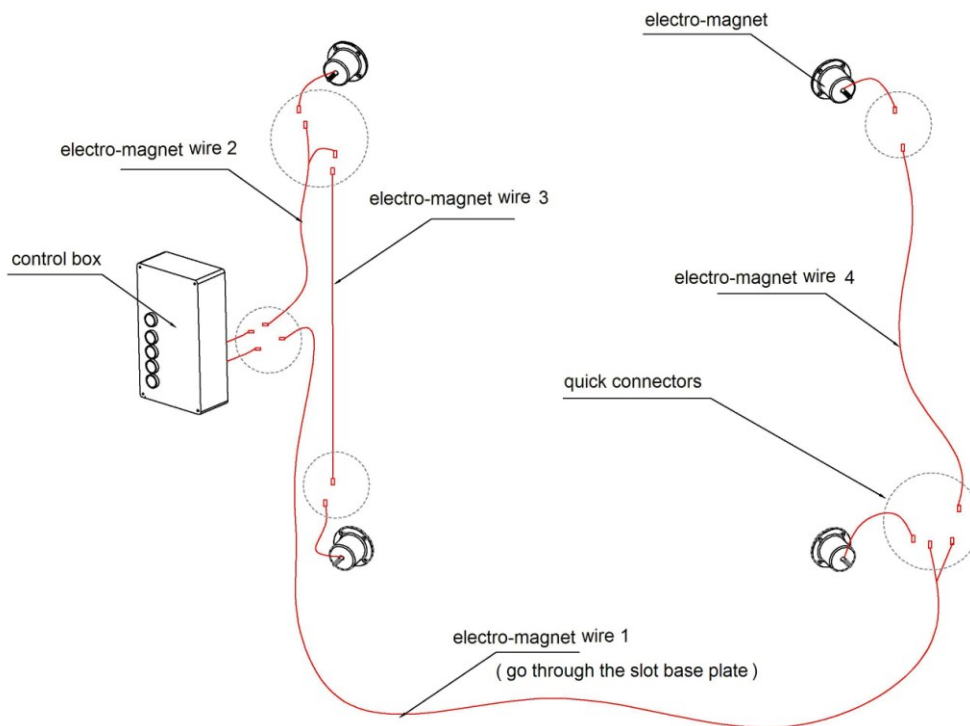 electro-magnet
electro-magnet wire 2
electro-magnet wire 3
control box
electro-magnet wire 4
quick connectors
electro-magnet wire 1
( go through the slot base plate )